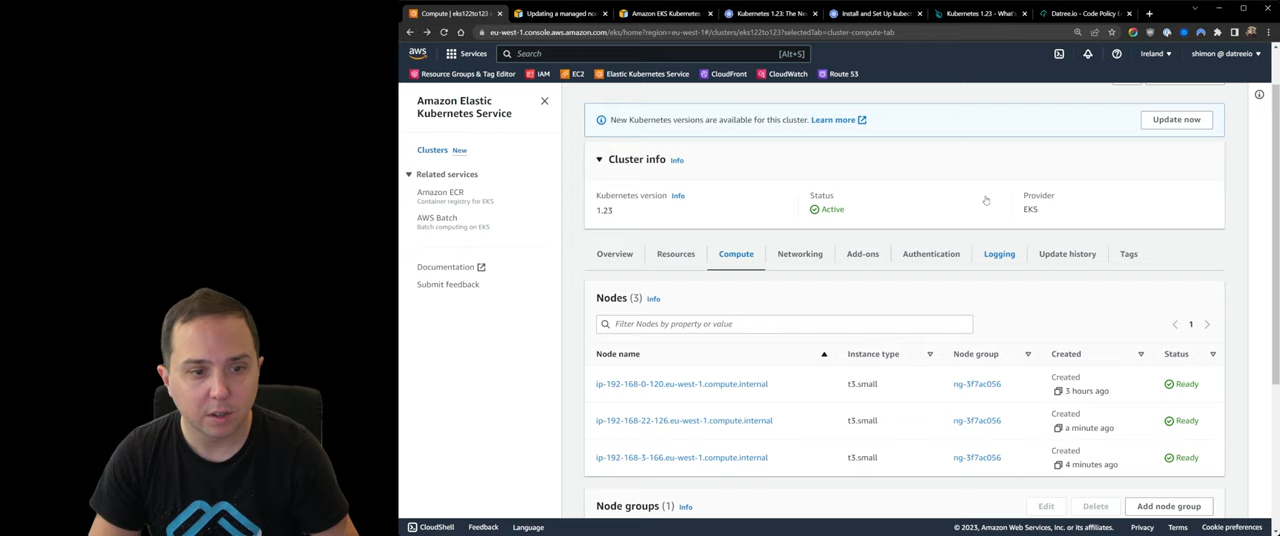 Compute | eks122to123
Updating a managed no
Amazon EKS Kubernete
Kubernetes 1.23: The Ne
Install and Set Up kubec
Kubernetes 1.23 - What's
Datree.io - Code Policy E
eu-west-1.console.aws.amazon.com/eks/home?region=eu-west-1#/clusters/eks122to123?selectedTab=cluster-compute-tab
aws
Services
Search
[Alt+S]
Ireland
shimon @ datreeio
Resource Groups & Tag Editor
IAM
EC2
Elastic Kubernetes Service
CloudFront
CloudWatch
Route 53
Amazon Elastic
Kubernetes Service
Clusters New
Related services
Amazon ECR
Container registry for EKS
AWS Batch
Batch computing on EKS
Documentation
Submit feedback
New Kubernetes versions are available for this cluster. Learn more
Update now
Cluster info Info
Kubernetes version Info
1.23
Status
Active
Provider
EKS
Overview
Resources
Compute
Networking
Add-ons
Authentication
Logging
Update history
Tags
Nodes (3) Info
Filter Nodes by property or value
1
Node name
Instance type
Node group
Created
Status
ip-192-168-0-120.eu-west-1.compute.internal
t3.small
ng-3f7ac056
Created
3 hours ago
Ready
ip-192-168-22-126.eu-west-1.compute.internal
t3.small
ng-3f7ac056
Created
a minute ago
Ready
ip-192-168-3-166.eu-west-1.compute.internal
t3.small
ng-3f7ac056
Created
4 minutes ago
Ready
Node groups (1) Info
Edit
Delete
Add node group
CloudShell
Feedback
Language
© 2023, Amazon Web Services, Inc. or its affiliates.
Privacy
Terms
Cookie preferences